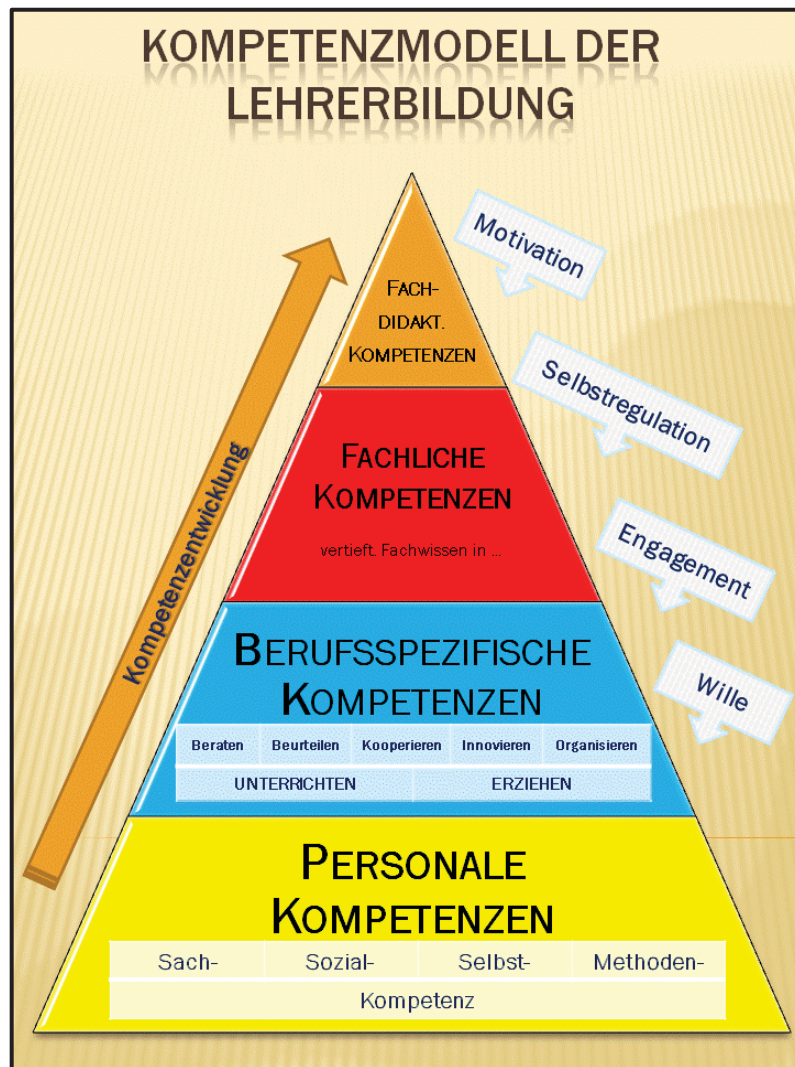 KOMPETENZMODELL DER
LEHRERBILDUNG
Motivation
FACH-
DIDAKT.
KOMPETENZEN
Selbstregulation
Kompetenzentwicklung
FACHLICHE
KOMPETENZEN
vertieft. Fachwissen in ...
Engagement
BERUFSSPEZIFISCHE
KOMPETENZEN
Wille
Beraten Beurteilen Kooperieren Innovieren Organisieren
UNTERRICHTEN ERZIEHEN
PERSONALE
KOMPETENZEN
Sach- Sozial- Selbst- Methoden-
Kompetenz